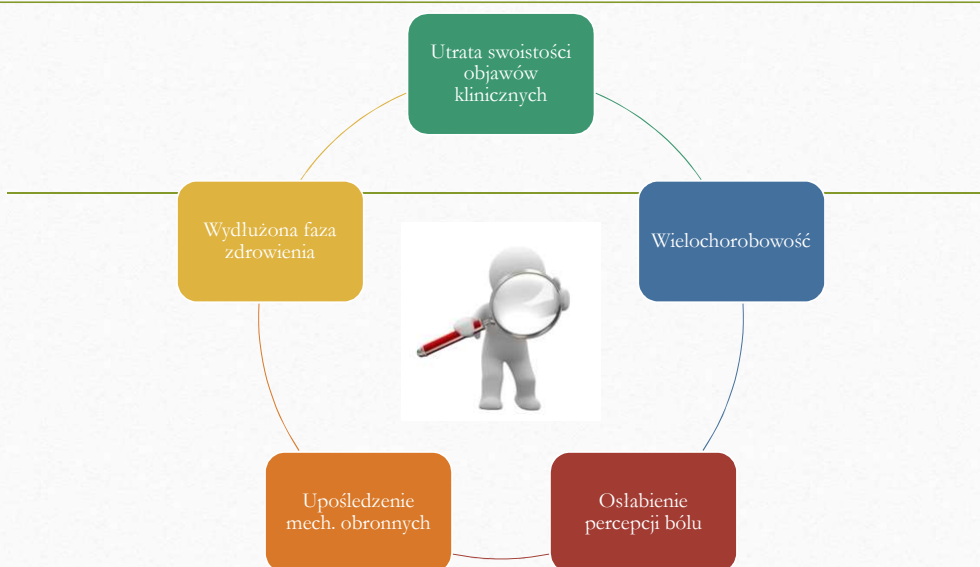 Utrata swoistości
objawów
klinicznych
Wielochorobowość
Osłabienie
percepcji bólu
Upośledzenie
mech. obronnych
Wydłużona faza
zdrowienia